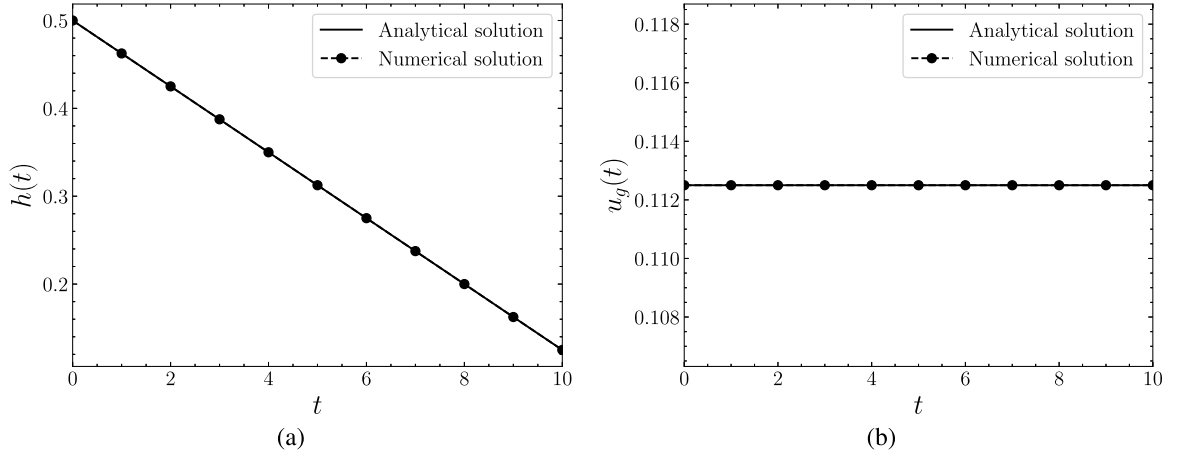 0.5
0.4
0.3
0.2
h(t)
0
2
4
6
8
10
t
Analytical solution
Numerical solution
(a)
0.118
0.116
0.114
0.112
0.110
0.108
u_g(t)
0
2
4
6
8
10
t
Analytical solution
Numerical solution
(b)